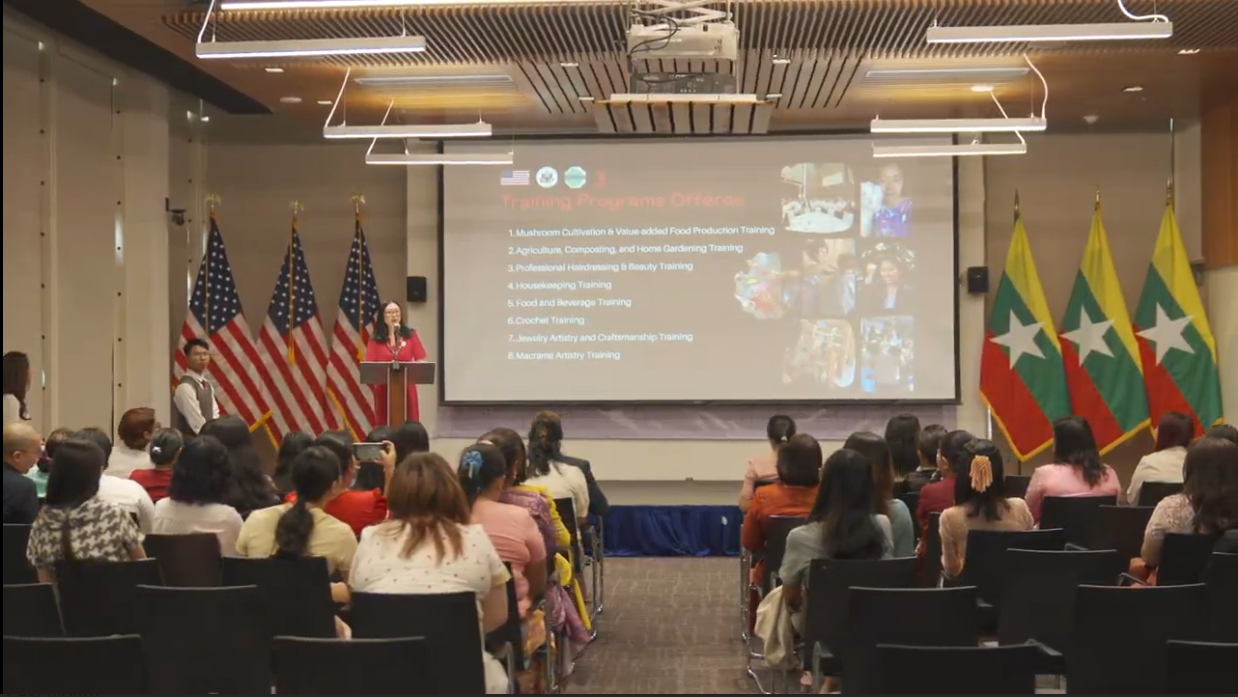 Training Programs Offered
1. Mushroom Cultivation & Value-added Food Production Training
2. Agriculture, Composting, and Home Gardening Training
3. Professional Hairdressing & Beauty Training
4. Housekeeping Training
5. Food and Beverage Training
6. Crochet Training
7. Jewelry Artistry and Craftsmanship Training
8. Macrame Artistry Training